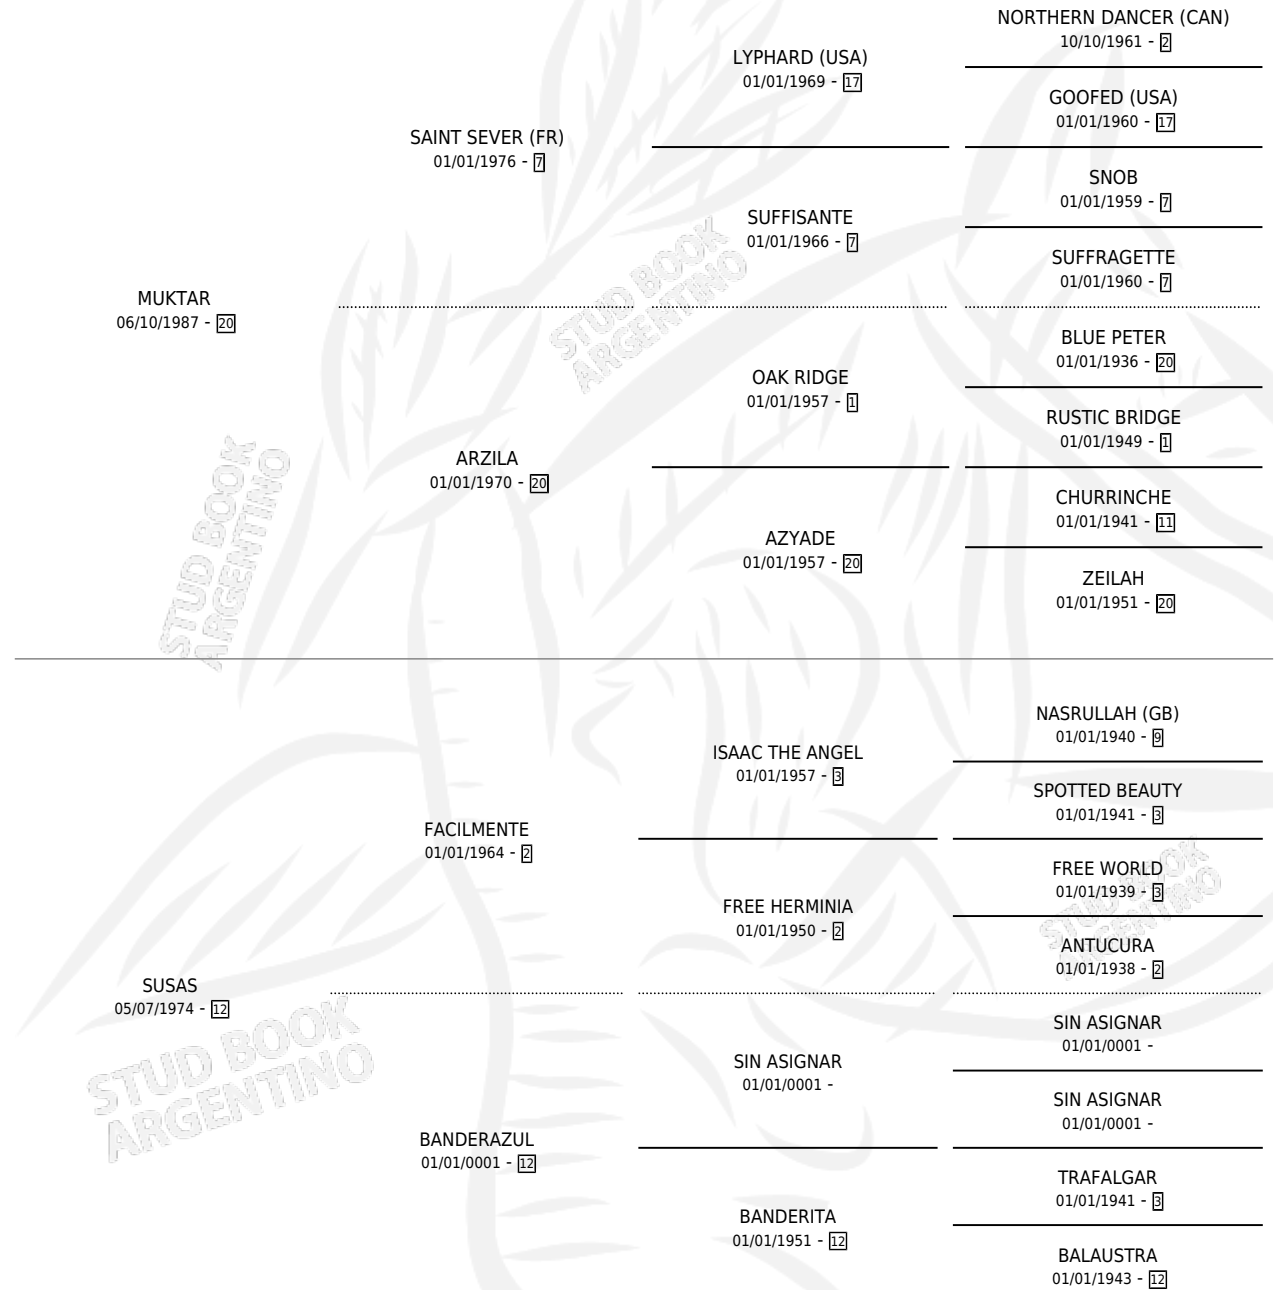 NORTHERN DANCER (CAN)
10/10/1961 - 2
LYPHARD (USA)
01/01/1969 - 17
GOOFED (USA)
01/01/1960 - 17
SAINT SEVER (FR)
01/01/1976 - 7
SNOB
01/01/1959 - 7
SUFFISANTE
01/01/1966 - 7
SUFFRAGETTE
01/01/1960 - 7
MUKTAR
06/10/1987 - 20
BLUE PETER
01/01/1936 - 20
OAK RIDGE
01/01/1957 - 1
RUSTIC BRIDGE
01/01/1949 - 1
ARZILA
01/01/1970 - 20
CHURRINCHE
01/01/1941 - 11
AZYADE
01/01/1957 - 20
ZEILAH
01/01/1951 - 20
STUD BOOK
ARGENTINO
STUD BOOK
ARGENTINO
NASRULLAH (GB)
01/01/1940 - 9
ISAAC THE ANGEL
01/01/1957 - 3
SPOTTED BEAUTY
01/01/1941 - 3
FACILMENTE
01/01/1964 - 2
FREE WORLD
01/01/1939 - 3
FREE HERMINIA
01/01/1950 - 2
ANTUCURA
01/01/1938 - 2
SUSAS
05/07/1974 - 12
SIN ASIGNAR
01/01/0001 -
SIN ASIGNAR
01/01/0001 -
SIN ASIGNAR
01/01/0001 -
BANDERAZUL
01/01/0001 - 12
TRAFALGAR
01/01/1941 - 3
BANDERITA
01/01/1951 - 12
BALAUSTRA
01/01/1943 - 12
STUD BOOK
ARGENTINO
STUD BOOK
ARGENTINO